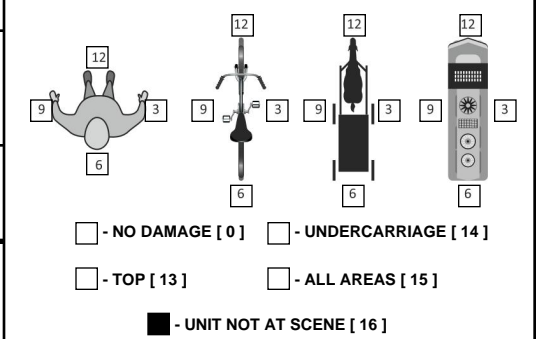 12 12 12
12
9 3 9 3 9 3 9 3
6 6 6 6
- NO DAMAGE [ 0 ] - UNDERCARRIAGE [ 14 ]
- TOP [ 13 ] - ALL AREAS [ 15 ]
- UNIT NOT AT SCENE [ 16 ]